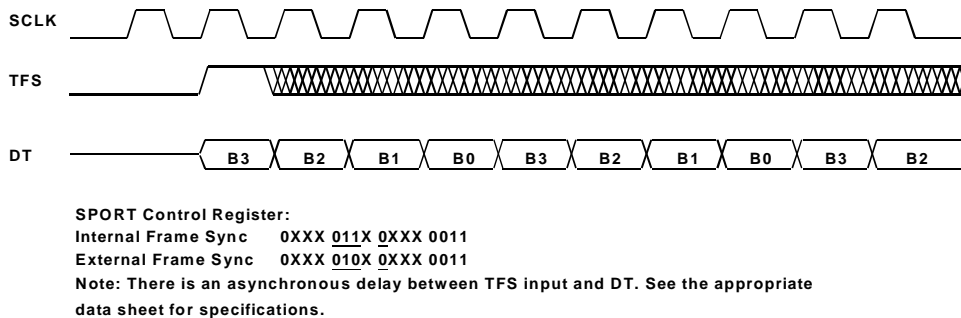 SCLK
TFS
DT
B3 B2 B1 B0 B3 B2 B1 B0 B3 B2
SPORT Control Register:
Internal Frame Sync 0XXX 011X 0XXX 0011
External Frame Sync 0XXX 010X 0XXX 0011
Note: There is an asynchronous delay between TFS input and DT. See the appropriate
data sheet for specifications.